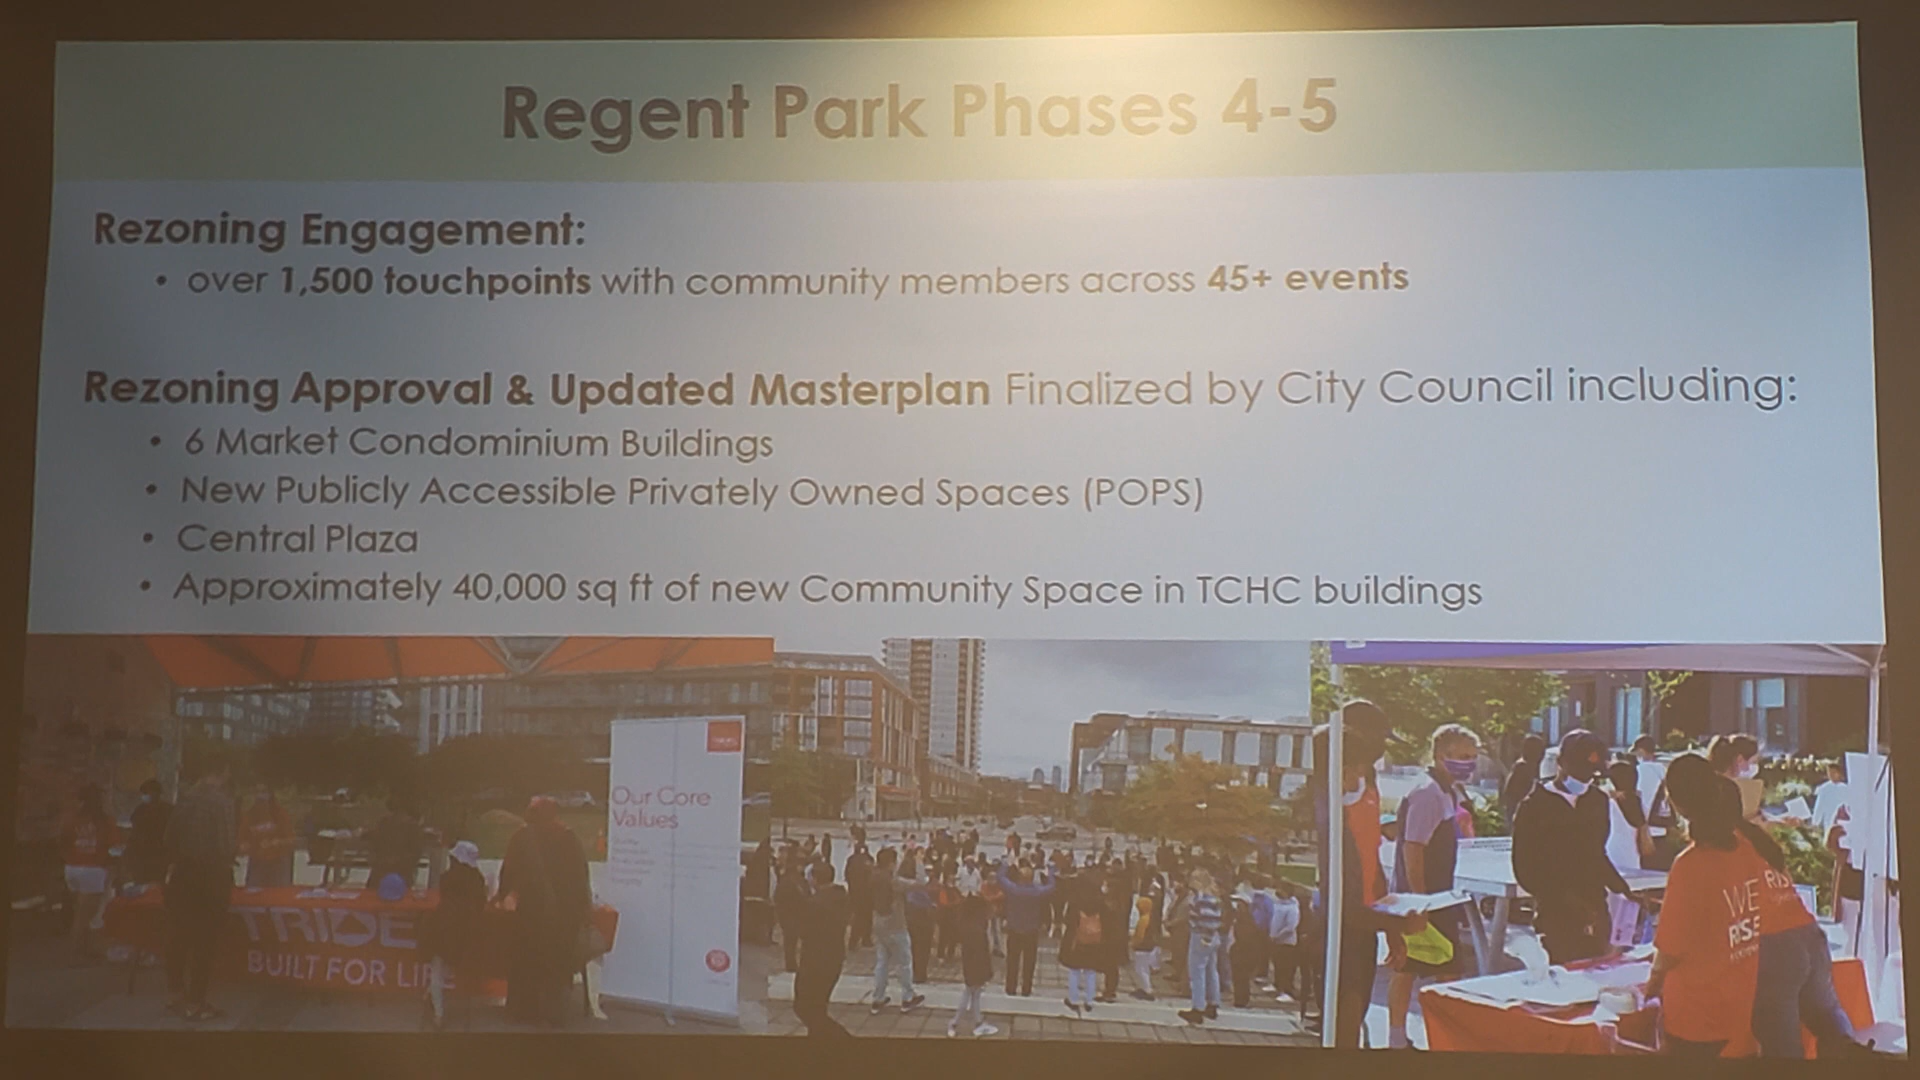 Regent Park Phases 4-5
Rezoning Engagement:
• over 1,500 touchpoints with community members across 45+ events
Rezoning Approval & Updated Masterplan Finalized by City Council including:
• 6 Market Condominium Buildings
• New Publicly Accessible Privately Owned Spaces (POPS)
• Central Plaza
• Approximately 40,000 sq ft of new Community Space in TCHC buildings
Our Core
Values
TRIDE
BUILT FOR LIFE
WE
RISE
RIS